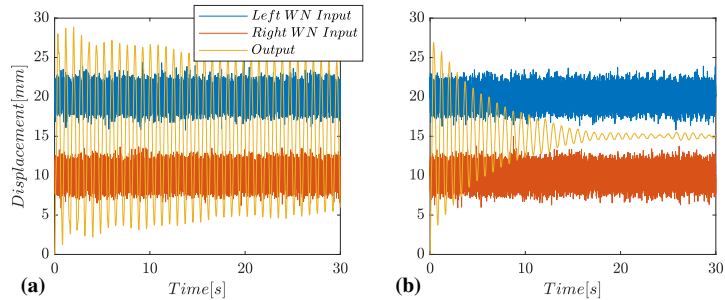 Left WN Input
Right WN Input
Output
Displacement[mm]
30
25
20
15
10
5
0
0 10 20 30
Time[s]
(a)
30
25
20
15
10
5
0
0 10 20 30
Time[s]
(b)